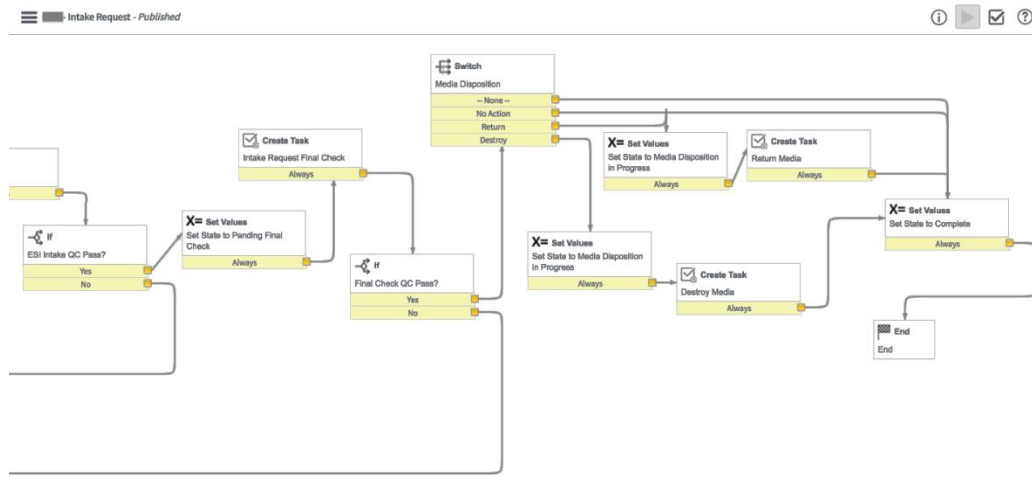 - Intake Request - Published
Switch
Media Disposition
-- None --
No Action
Return
Destroy
Create Task
Intake Request Final Check
Always
X= Set Values
Set State to Media Disposition
in Progress
Always
Create Task
Return Media
Always
If
ESI Intake QC Pass?
Yes
No
X= Set Values
Set State to Pending Final
Check
Always
If
Final Check QC Pass?
Yes
No
X= Set Values
Set State to Media Disposition
in Progress
Always
Create Task
Destroy Media
Always
X= Set Values
Set State to Complete
Always
End
End